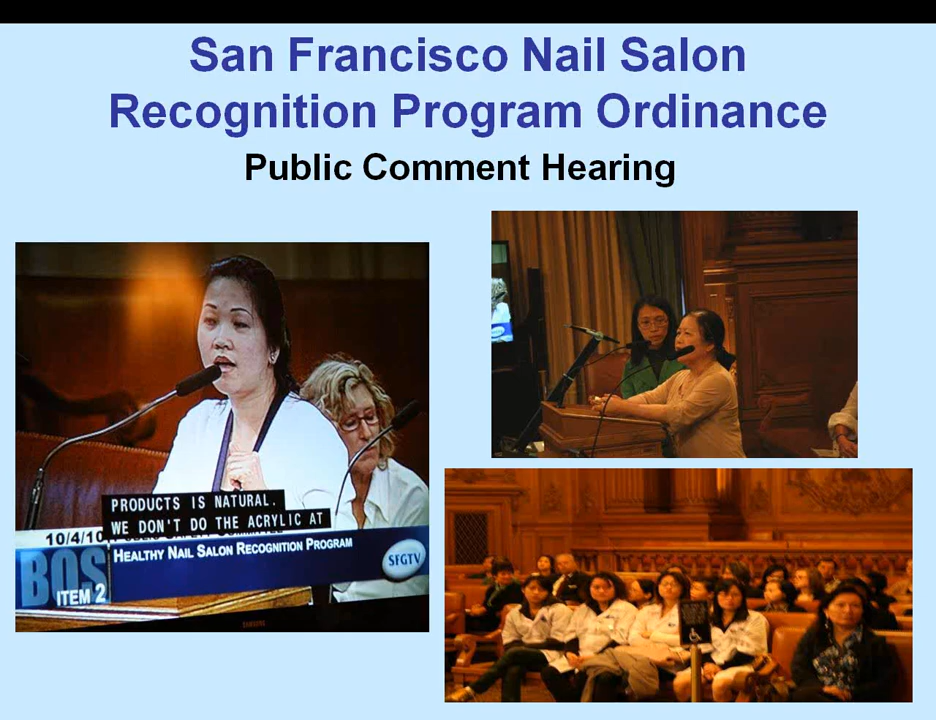 San Francisco Nail Salon
Recognition Program Ordinance
Public Comment Hearing
PRODUCTS IS NATURAL.
WE DON'T DO THE ACRYLIC AT
10/4/10
HEALTHY NAIL SALON RECOGNITION PROGRAM
BOS
ITEM 2
SFGTV
SAMSUNG